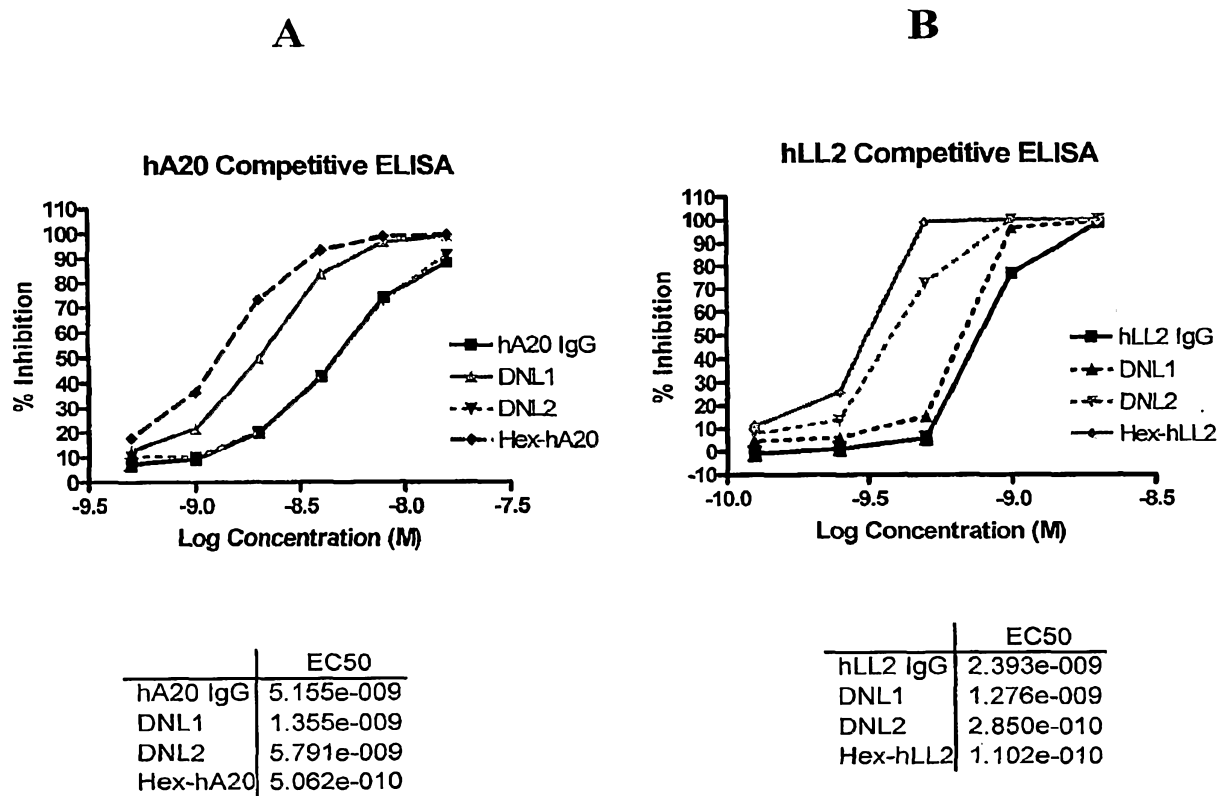 A
hA20 Competitive ELISA
% Inhibition
110
100
90
80
70
60
50
40
30
20
10
0
-9.5
-9.0
-8.5
-8.0
-7.5
Log Concentration (M)
hA20 IgG
DNL1
DNL2
Hex-hA20
EC50
hA20 IgG 5.155e-009
DNL1 1.355e-009
DNL2 5.791e-009
Hex-hA20 5.062e-010
B
hLL2 Competitive ELISA
% Inhibition
110
100
90
80
70
60
50
40
30
20
10
0
-10
-10.0
-9.5
-9.0
-8.5
Log Concentration (M)
hLL2 IgG
DNL1
DNL2
Hex-hLL2
EC50
hLL2 IgG 2.393e-009
DNL1 1.276e-009
DNL2 2.850e-010
Hex-hLL2 1.102e-010